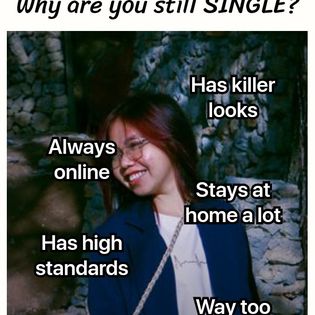 Why are you still SINGLE?
Has killer
looks
Always
online
Stays at
home a lot
Has high
standards
Way too